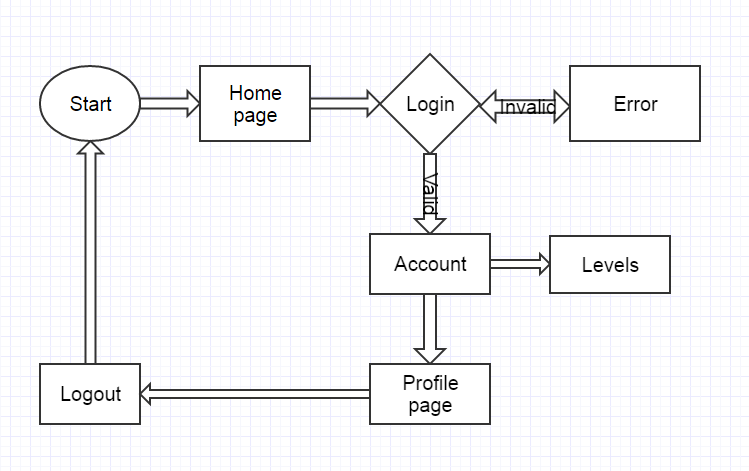 Start
Home
page
Login
Invalid
Error
Valid
Account
Levels
Logout
Profile
page